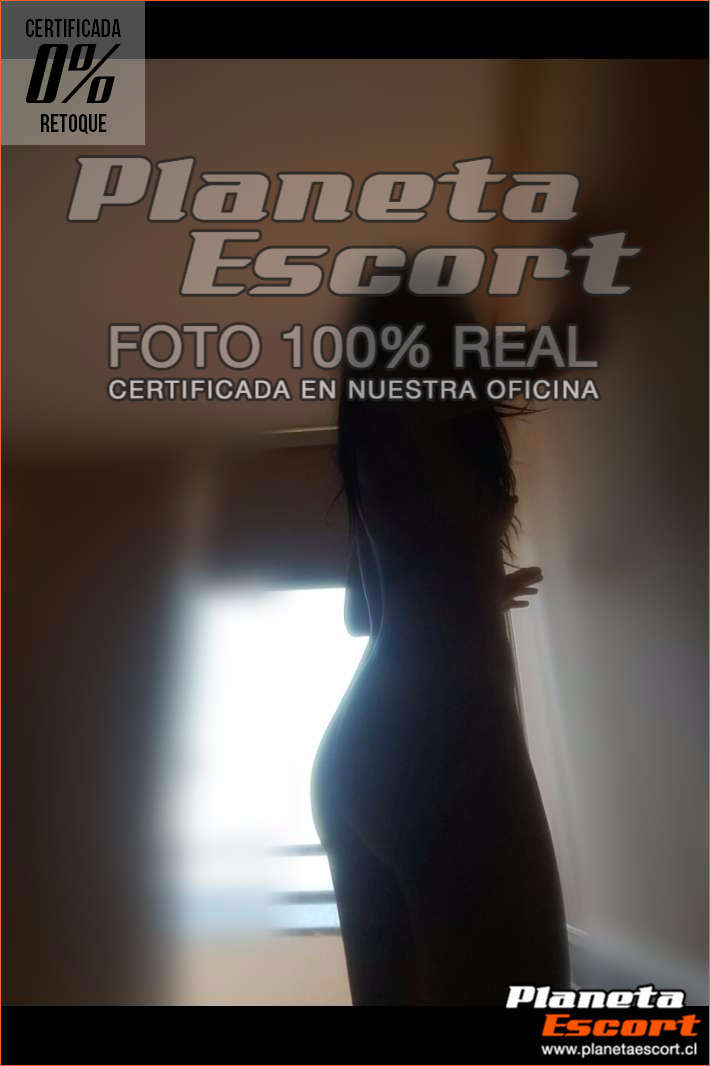 CERTIFICADA
0%
RETOQUE
Planeta
Escort
FOTO 100% REAL
CERTIFICADA EN NUESTRA OFICINA
Planeta
Escort
www.planetaescort.cl